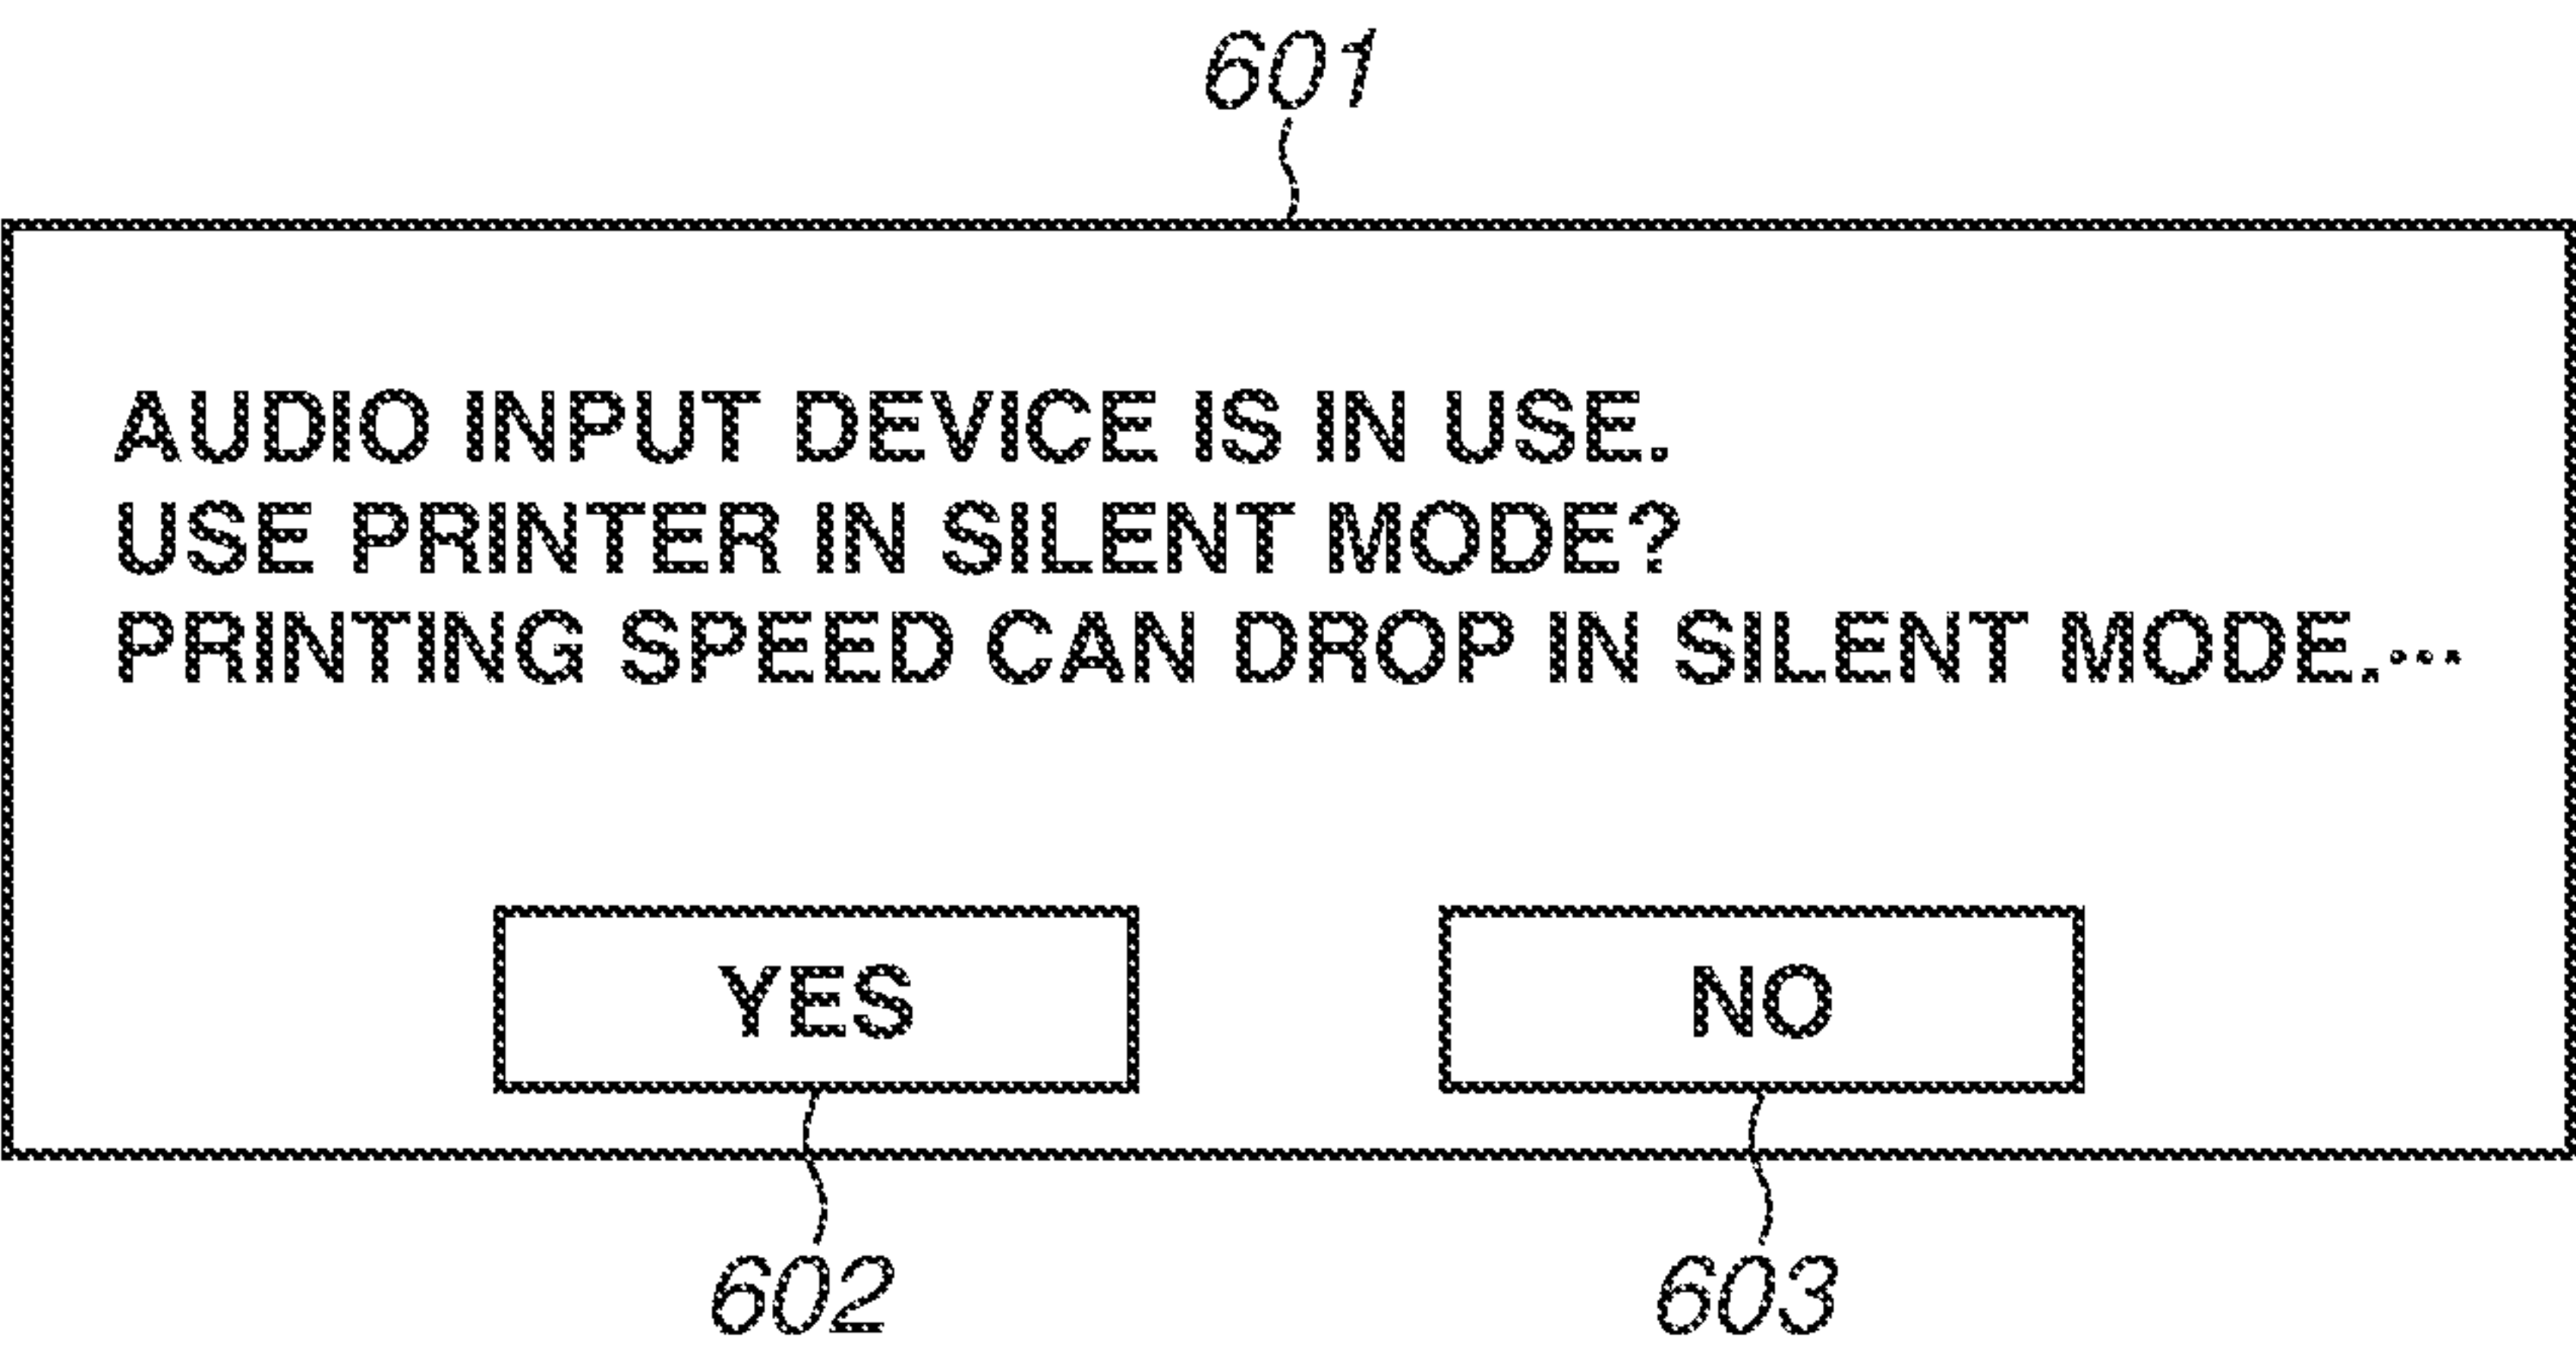 601
AUDIO INPUT DEVICE IS IN USE.
USE PRINTER IN SILENT MODE?
PRINTING SPEED CAN DROP IN SILENT MODE.…
YES NO
602 603